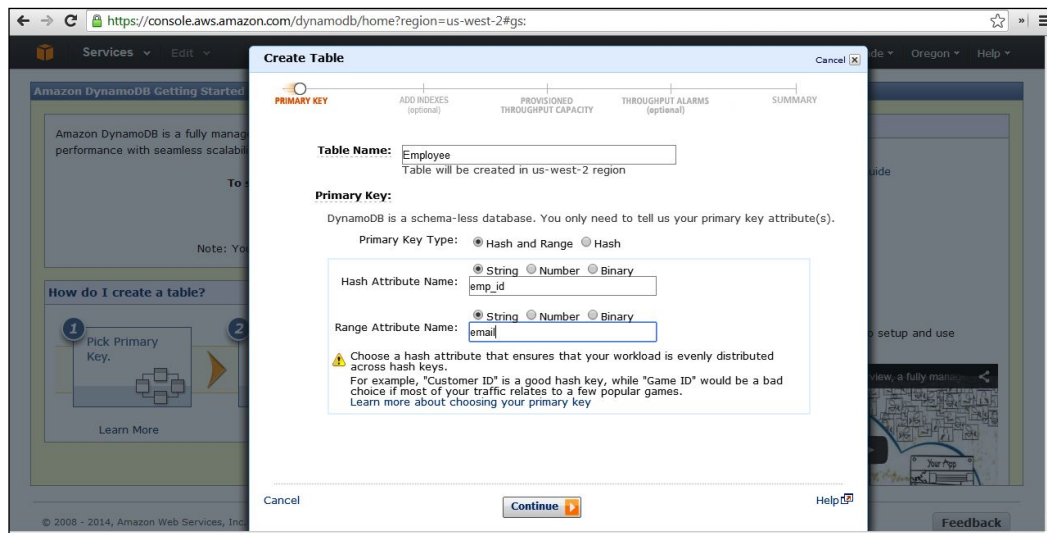 https://console.aws.amazon.com/dynamodb/home?region=us-west-2#gs:
Services Edit Oregon Help
Create Table Cancel
Amazon DynamoDB Getting Started
PRIMARY KEY ADD INDEXES (optional) PROVISIONED THROUGHPUT CAPACITY THROUGHPUT ALARMS (optional) SUMMARY
Amazon DynamoDB is a fully
performance with seamless
To
Note:
Table Name: Employee
Table will be created in us-west-2 region
Primary Key:
DynamoDB is a schema-less database. You only need to tell us your primary key attribute(s).
Primary Key Type: Hash and Range Hash
String Number Binary
Hash Attribute Name: emp_id
String Number Binary
Range Attribute Name: email
Choose a hash attribute that ensures that your workload is evenly distributed
across hash keys.
For example, "Customer ID" is a good hash key, while "Game ID" would be a bad
choice if most of your traffic relates to a few popular games.
Learn more about choosing your primary key
How do I create a table?
1
Pick Primary
Key.
2
Learn More
setup and use
view, a fully
Your App
Cancel Continue Help
© 2008 - 2014, Amazon Web Services, Inc.
Feedback